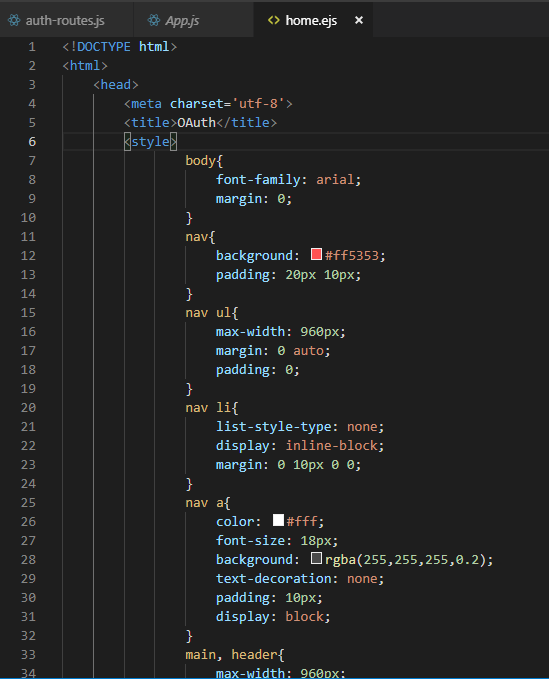 auth-routes.js App.js home.ejs
1 <!DOCTYPE html>
2 <html>
3 <head>
4 <meta charset='utf-8'>
5 <title>OAuth</title>
6 <style>
7 body{
8 font-family: arial;
9 margin: 0;
10 }
11 nav{
12 background: #ff5353;
13 padding: 20px 10px;
14 }
15 nav ul{
16 max-width: 960px;
17 margin: 0 auto;
18 padding: 0;
19 }
20 nav li{
21 list-style-type: none;
22 display: inline-block;
23 margin: 0 10px 0 0;
24 }
25 nav a{
26 color: #fff;
27 font-size: 18px;
28 background: rgba(255,255,255,0.2);
29 text-decoration: none;
30 padding: 10px;
31 display: block;
32 }
33 main, header{
34 max-width: 960px;